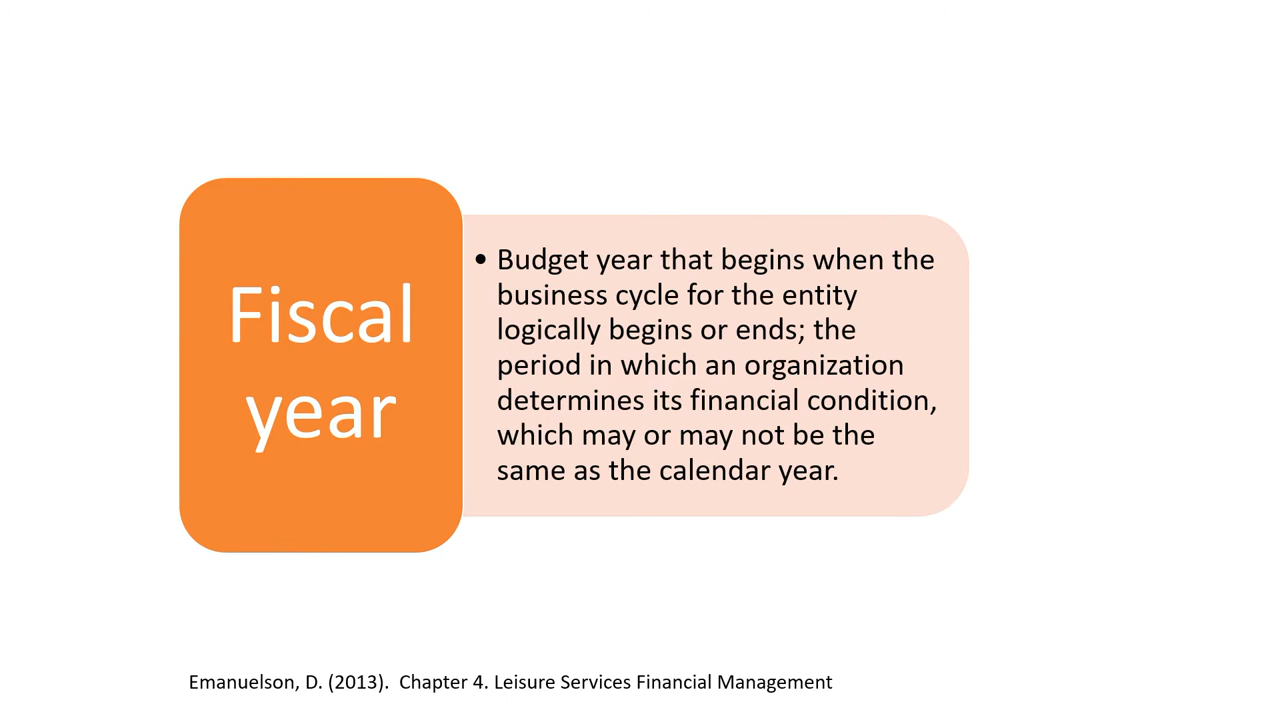 Fiscal
year
• Budget year that begins when the
business cycle for the entity
logically begins or ends; the
period in which an organization
determines its financial condition,
which may or may not be the
same as the calendar year.
Emanuelson, D. (2013).  Chapter 4. Leisure Services Financial Management